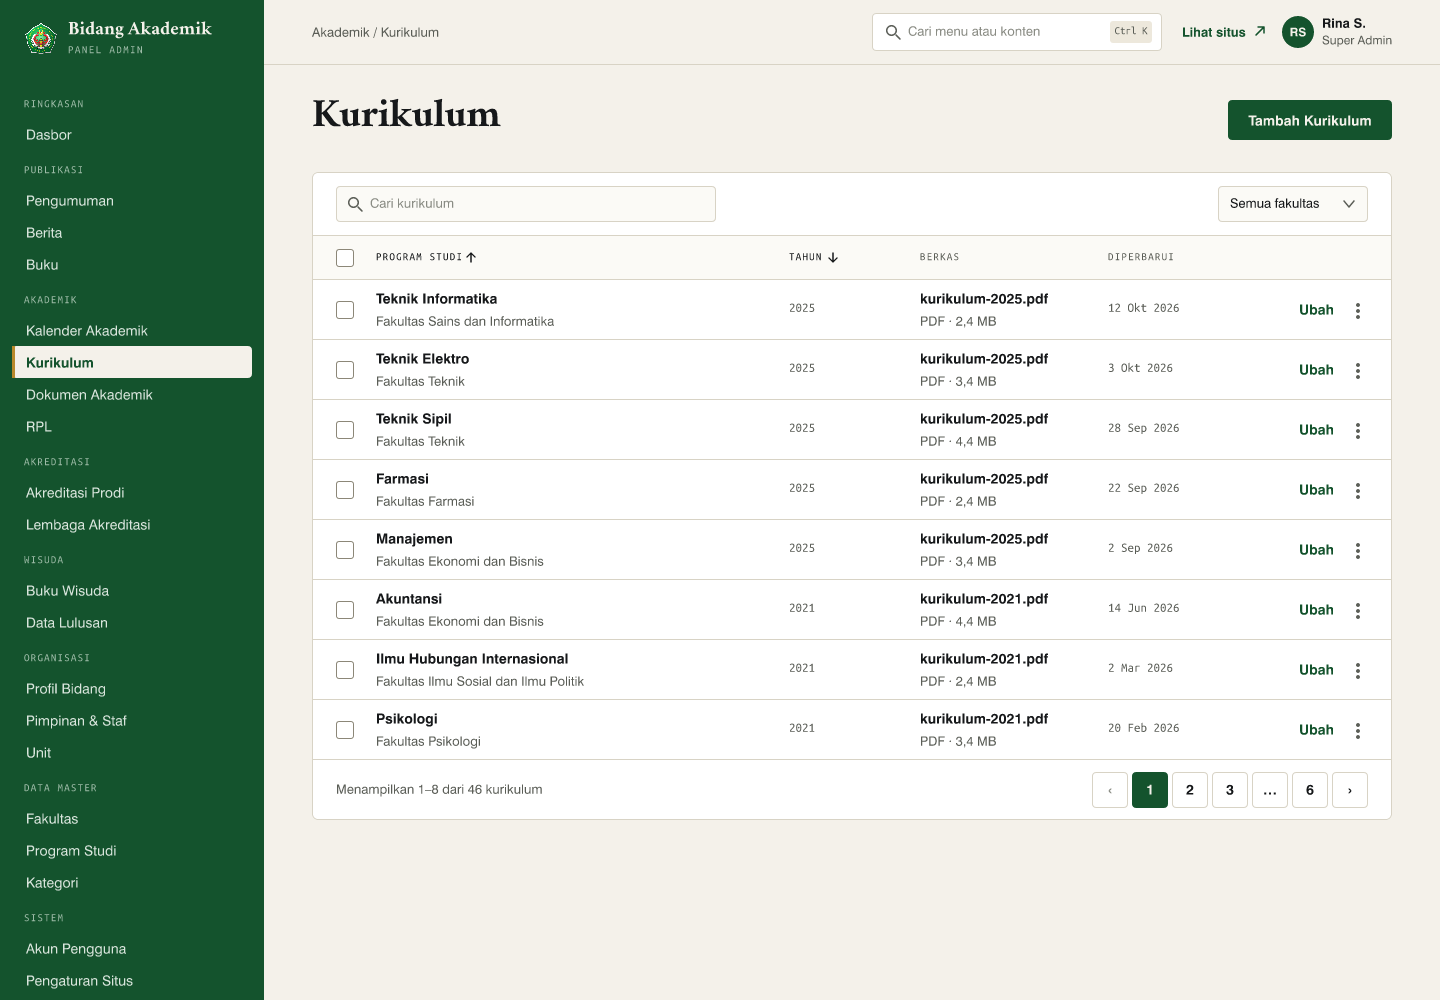 Bidang Akademik
PANEL ADMIN
RINGKASAN
Dasbor
PUBLIKASI
Pengumuman
Berita
Buku
AKADEMIK
Kalender Akademik
Kurikulum
Dokumen Akademik
RPL
AKREDITASI
Akreditasi Prodi
Lembaga Akreditasi
WISUDA
Buku Wisuda
Data Lulusan
ORGANISASI
Profil Bidang
Pimpinan & Staf
Unit
DATA MASTER
Fakultas
Program Studi
Kategori
SISTEM
Akun Pengguna
Pengaturan Situs
Akademik / Kurikulum
Cari menu atau konten
Ctrl K
Lihat situs
RS
Rina S.
Super Admin
Kurikulum
Tambah Kurikulum
Cari kurikulum
Semua fakultas
PROGRAM STUDI TAHUN BERKAS DIPERBARUI
Teknik Informatika
Fakultas Sains dan Informatika
2025
kurikulum-2025.pdf
PDF · 2,4 MB
12 Okt 2026
Ubah
Teknik Elektro
Fakultas Teknik
2025
kurikulum-2025.pdf
PDF · 3,4 MB
3 Okt 2026
Ubah
Teknik Sipil
Fakultas Teknik
2025
kurikulum-2025.pdf
PDF · 4,4 MB
28 Sep 2026
Ubah
Farmasi
Fakultas Farmasi
2025
kurikulum-2025.pdf
PDF · 2,4 MB
22 Sep 2026
Ubah
Manajemen
Fakultas Ekonomi dan Bisnis
2025
kurikulum-2025.pdf
PDF · 3,4 MB
2 Sep 2026
Ubah
Akuntansi
Fakultas Ekonomi dan Bisnis
2021
kurikulum-2021.pdf
PDF · 4,4 MB
14 Jun 2026
Ubah
Ilmu Hubungan Internasional
Fakultas Ilmu Sosial dan Ilmu Politik
2021
kurikulum-2021.pdf
PDF · 2,4 MB
2 Mar 2026
Ubah
Psikologi
Fakultas Psikologi
2021
kurikulum-2021.pdf
PDF · 3,4 MB
20 Feb 2026
Ubah
Menampilkan 1–8 dari 46 kurikulum
‹ 1 2 3 … 6 ›